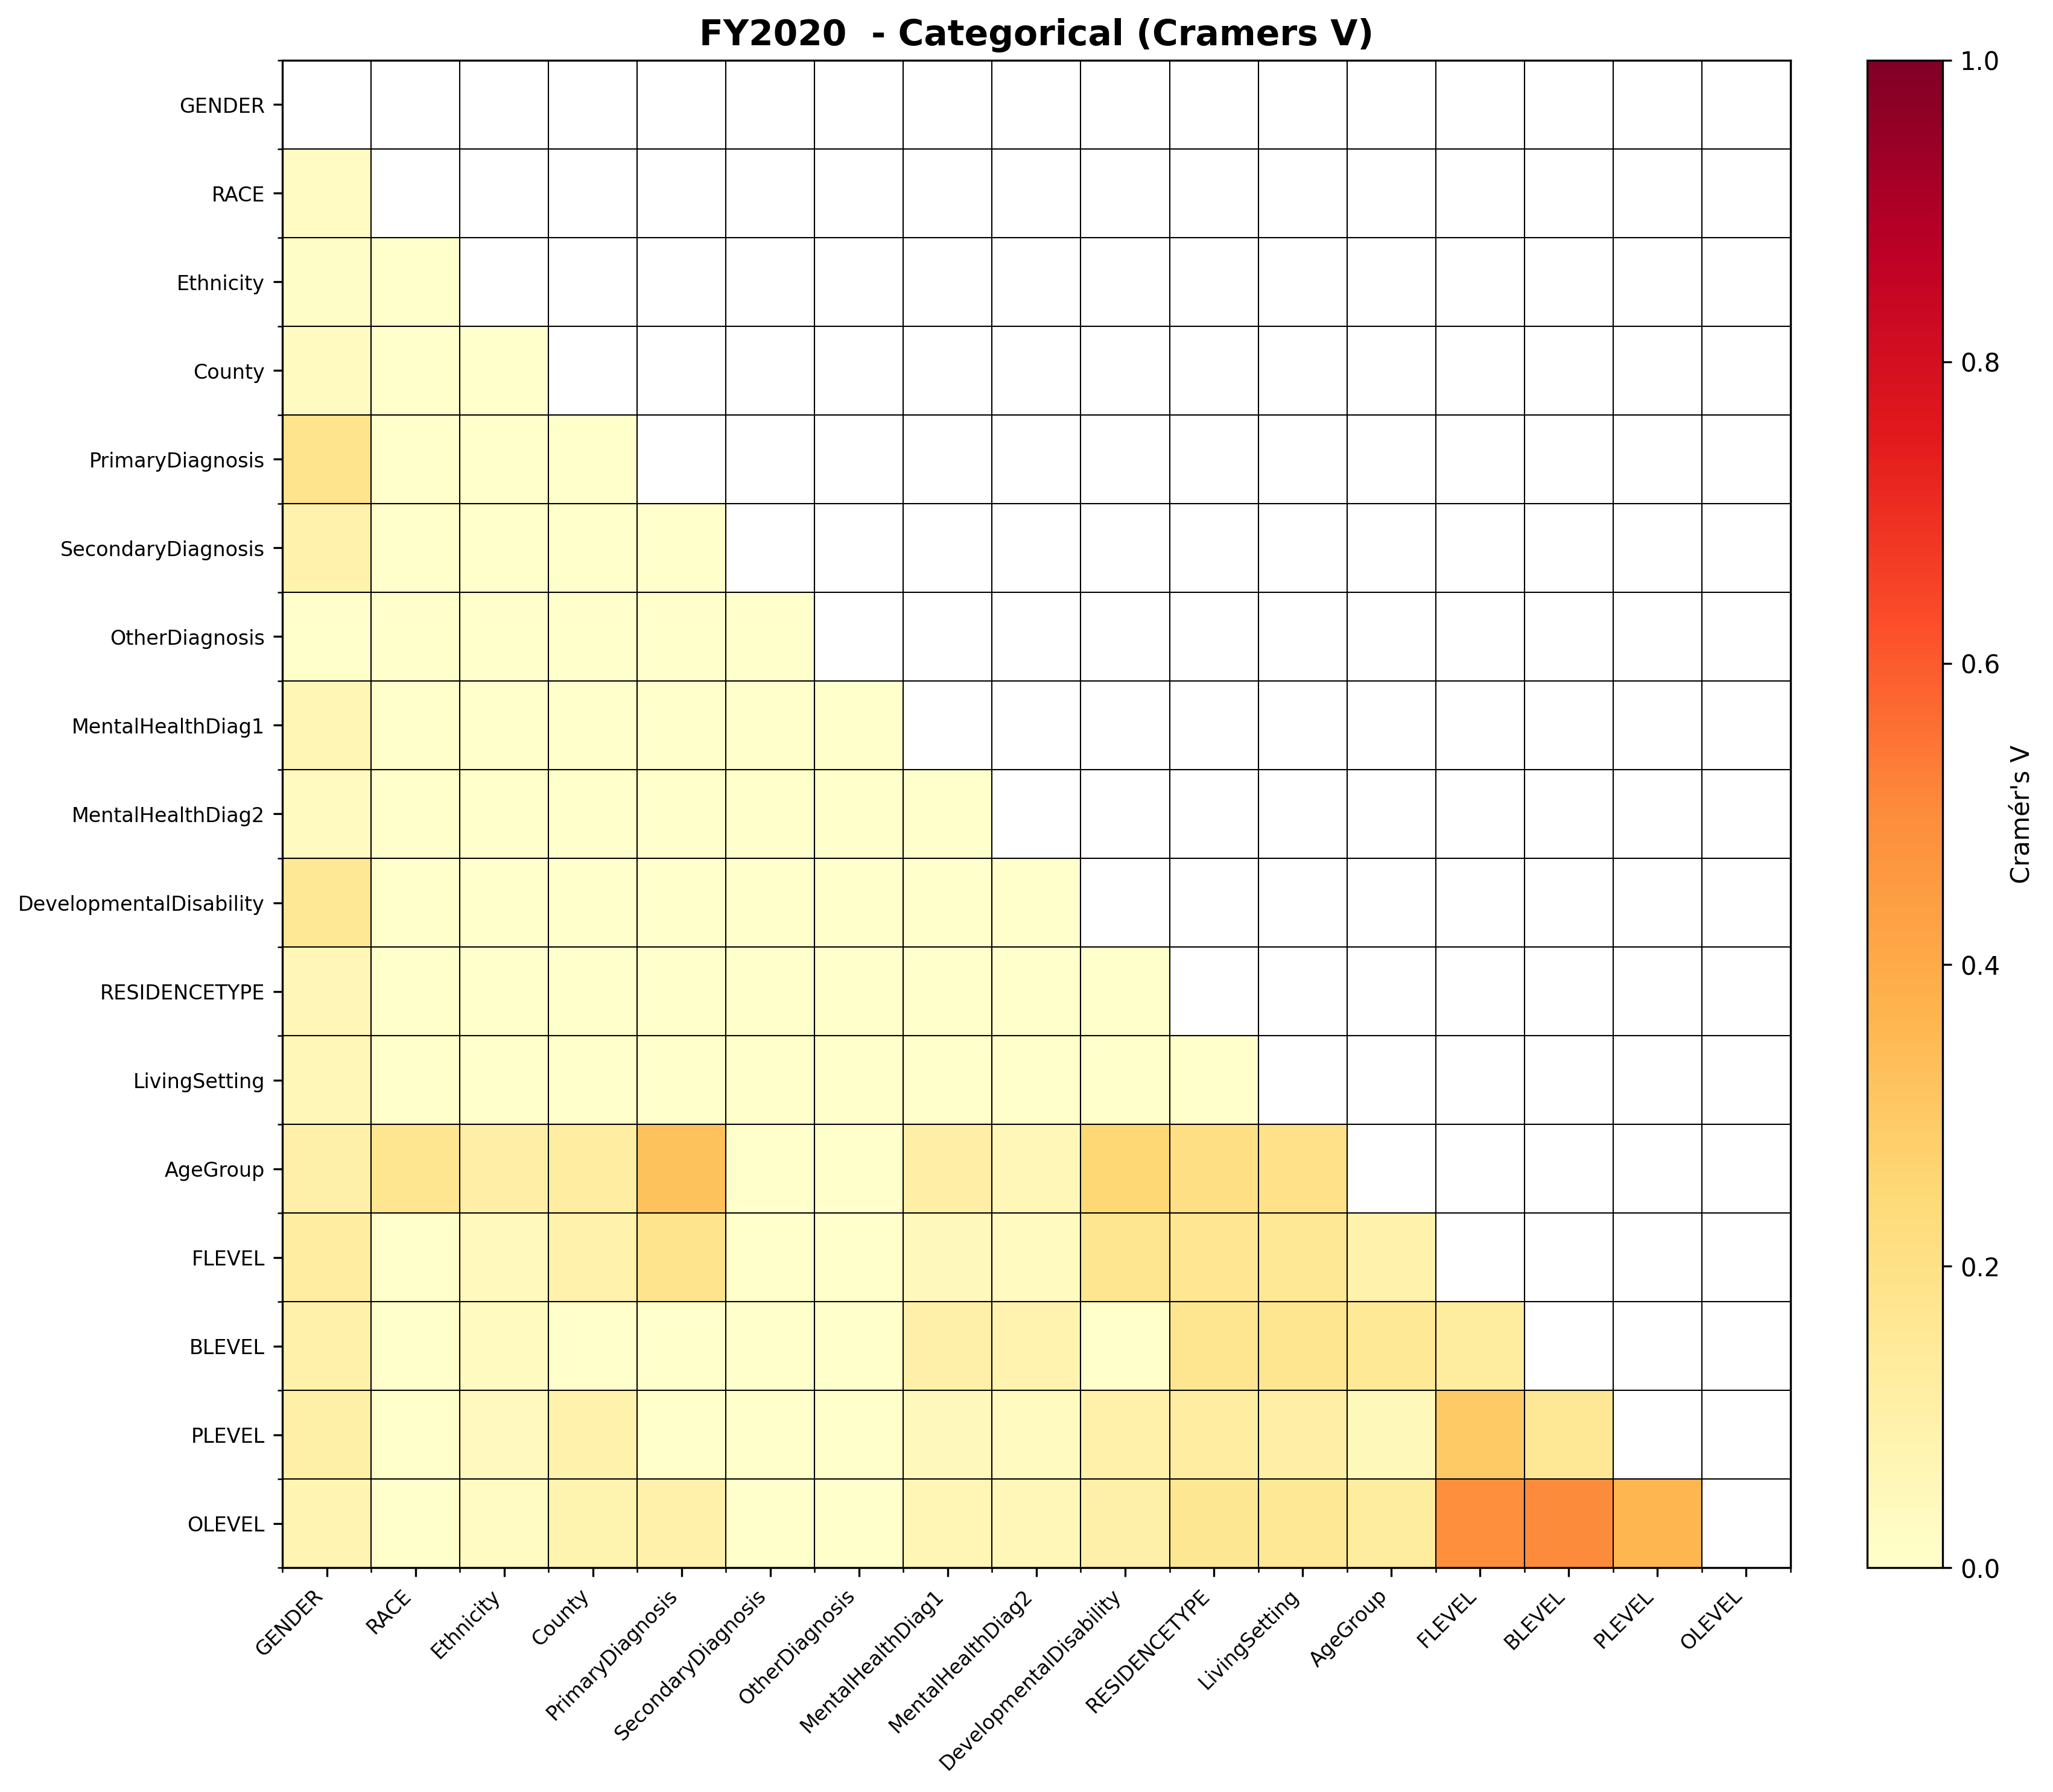 FY2020  - Categorical (Cramers V)
GENDER
RACE
Ethnicity
County
PrimaryDiagnosis
SecondaryDiagnosis
OtherDiagnosis
MentalHealthDiag1
MentalHealthDiag2
DevelopmentalDisability
RESIDENCETYPE
LivingSetting
AgeGroup
FLEVEL
BLEVEL
PLEVEL
OLEVEL
GENDER
RACE
Ethnicity
County
PrimaryDiagnosis
SecondaryDiagnosis
OtherDiagnosis
MentalHealthDiag1
MentalHealthDiag2
DevelopmentalDisability
RESIDENCETYPE
LivingSetting
AgeGroup
FLEVEL
BLEVEL
PLEVEL
OLEVEL
1.0
0.8
0.6
0.4
0.2
0.0
Cramér's V